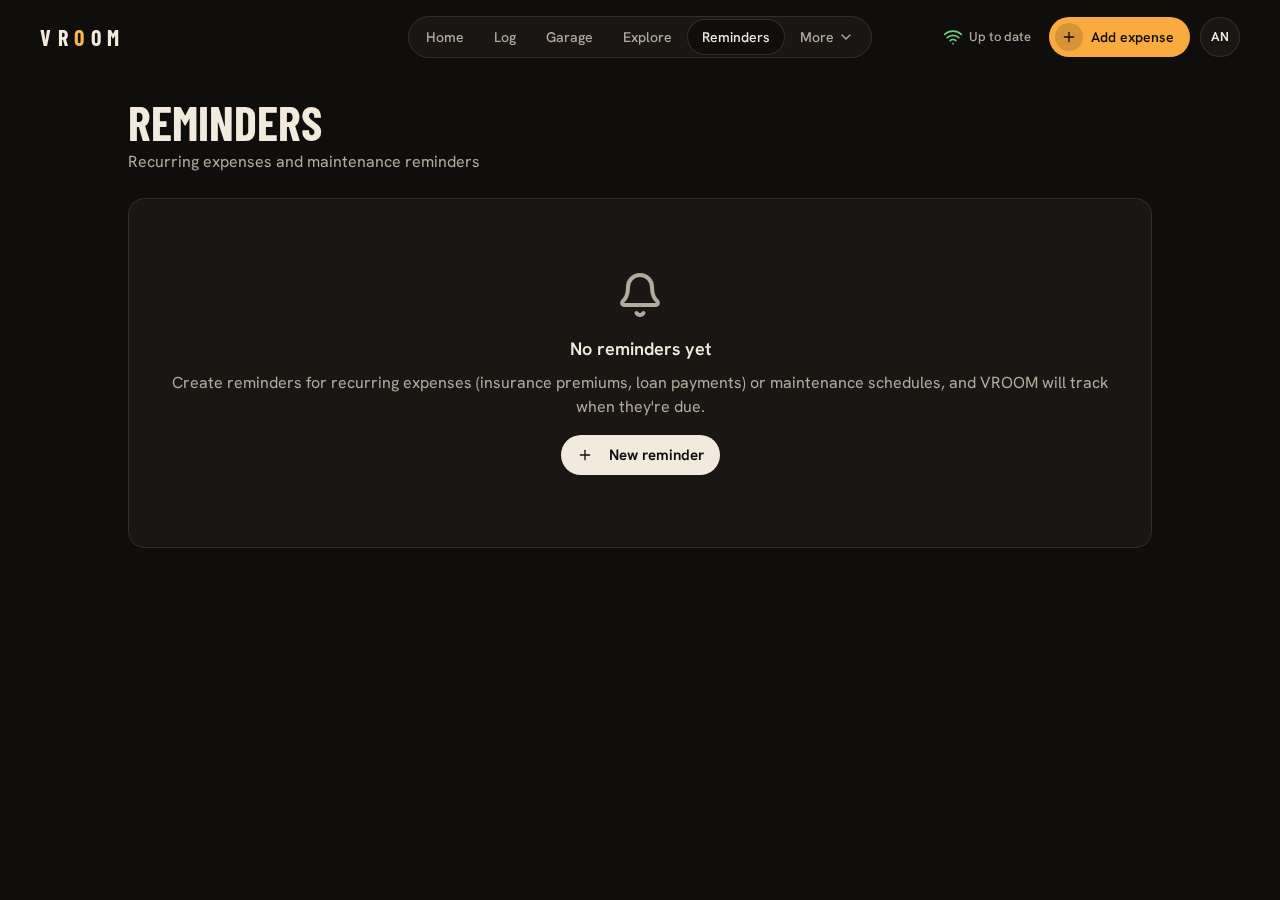 VROOM
Home
Log
Garage
Explore
Reminders
More
Up to date
Add expense
AN
REMINDERS
Recurring expenses and maintenance reminders
No reminders yet
Create reminders for recurring expenses (insurance premiums, loan payments) or maintenance schedules, and VROOM will track
when they're due.
New reminder